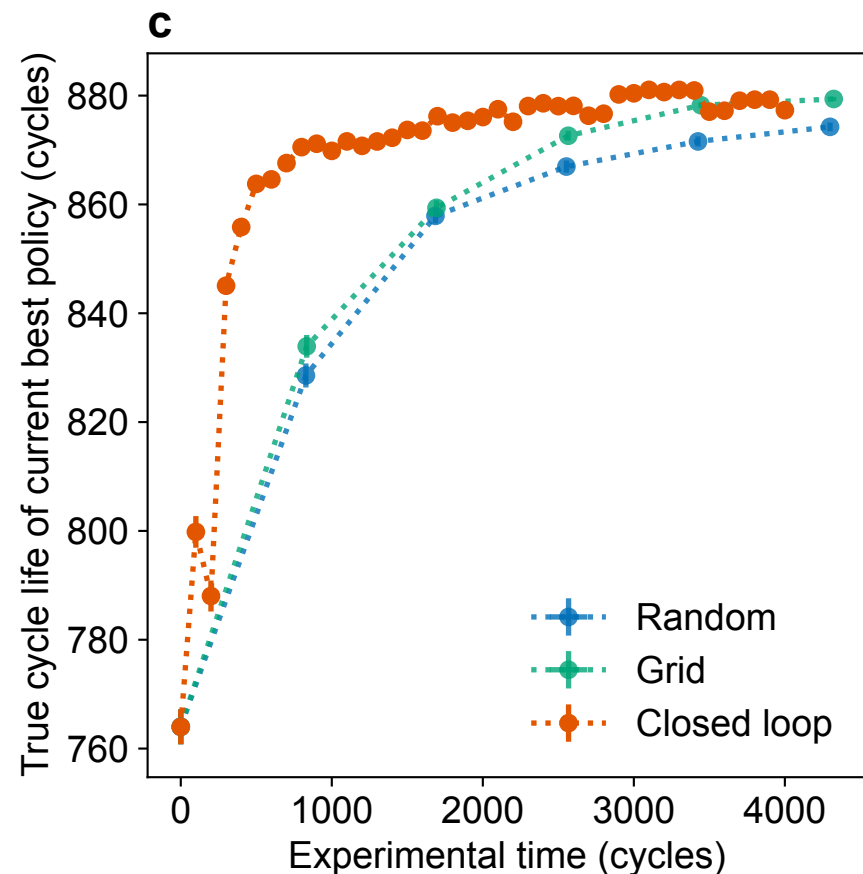 c
True cycle life of current best policy (cycles)
880
860
840
820
800
780
760
Random
Grid
Closed loop
0 1000 2000 3000 4000
Experimental time (cycles)